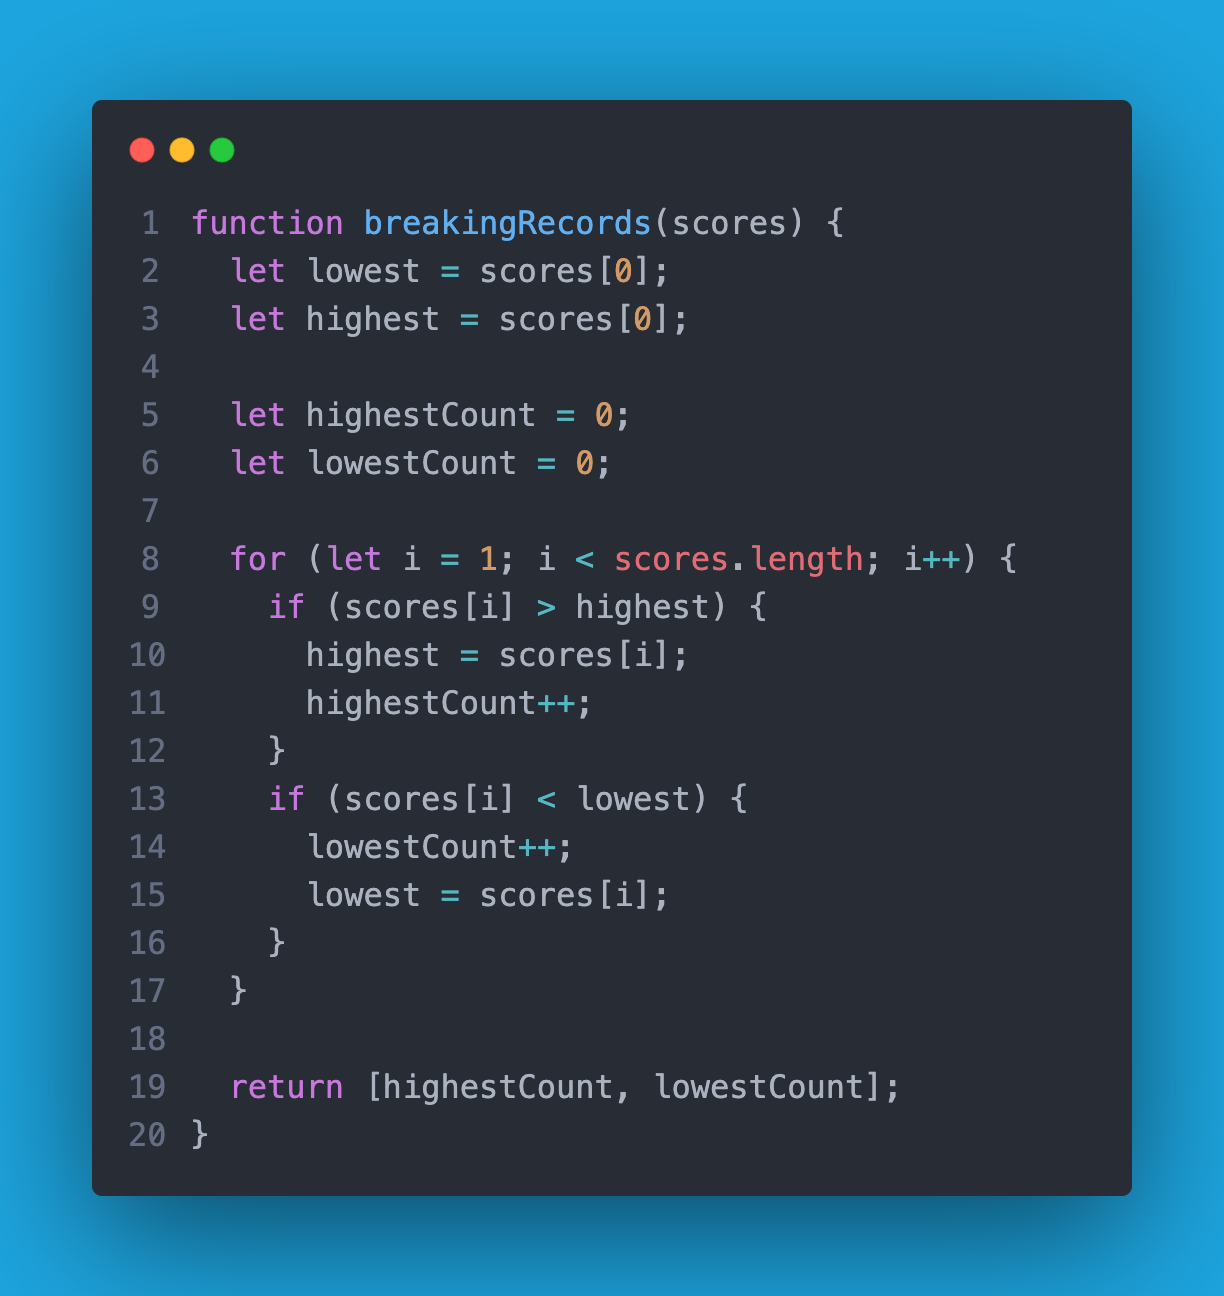 1 function breakingRecords(scores) {
2   let lowest = scores[0];
3   let highest = scores[0];
4
5   let highestCount = 0;
6   let lowestCount = 0;
7
8   for (let i = 1; i < scores.length; i++) {
9     if (scores[i] > highest) {
10       highest = scores[i];
11       highestCount++;
12     }
13     if (scores[i] < lowest) {
14       lowestCount++;
15       lowest = scores[i];
16     }
17   }
18
19   return [highestCount, lowestCount];
20 }